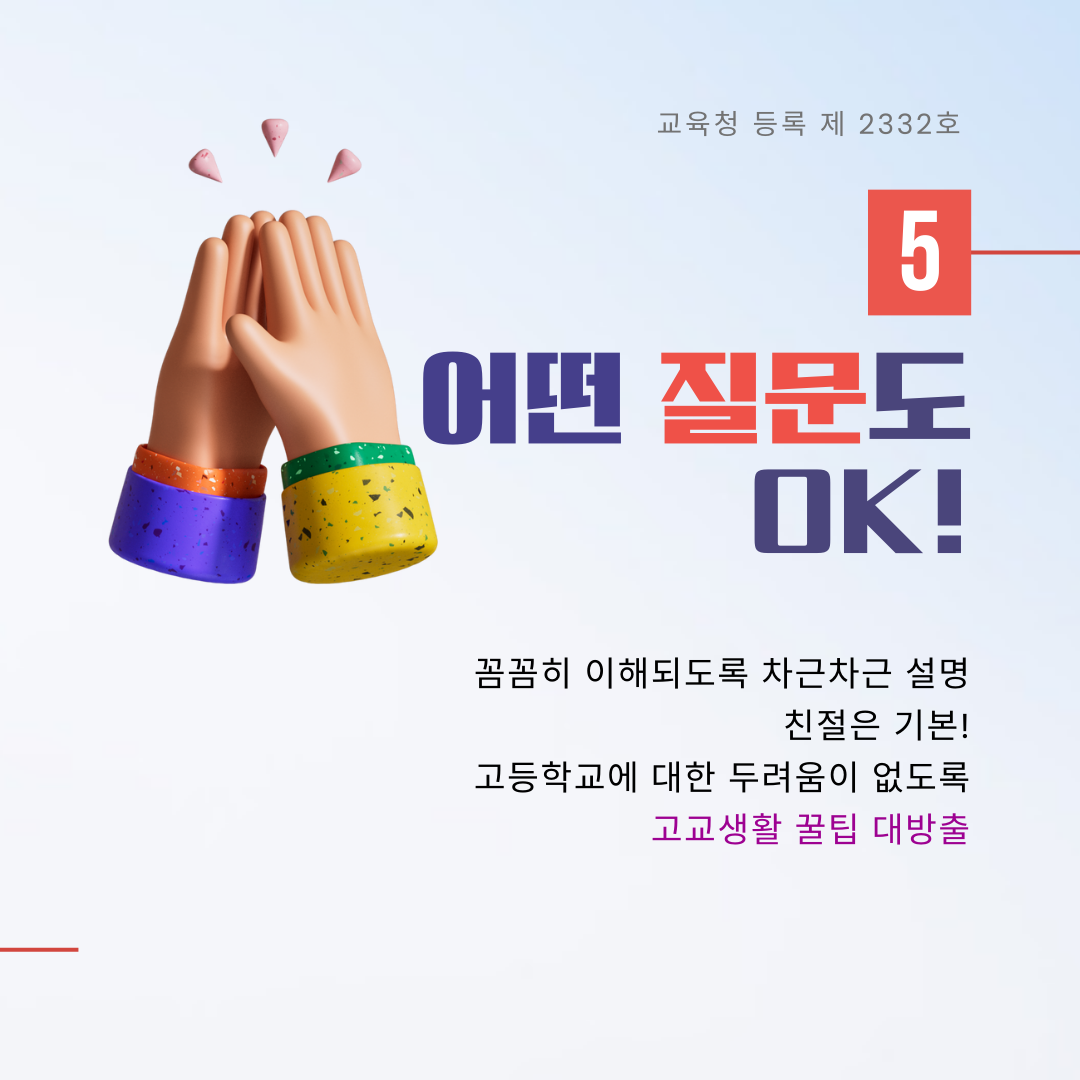 교육청 등록 제 2332호
5
어떤 질문도
OK!
꼼꼼히 이해되도록 차근차근 설명
친절은 기본!
고등학교에 대한 두려움이 없도록
고교생활 꿀팁 대방출